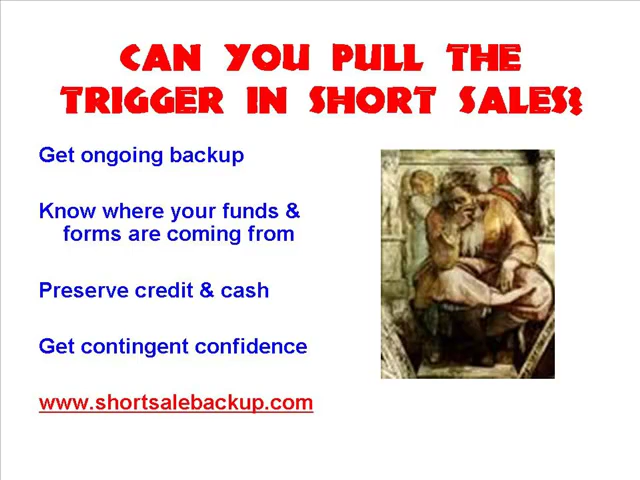 CAN YOU PULL THE
TRIGGER IN SHORT SALES?
Get ongoing backup
Know where your funds &
forms are coming from
Preserve credit & cash
Get contingent confidence
www.shortsalebackup.com